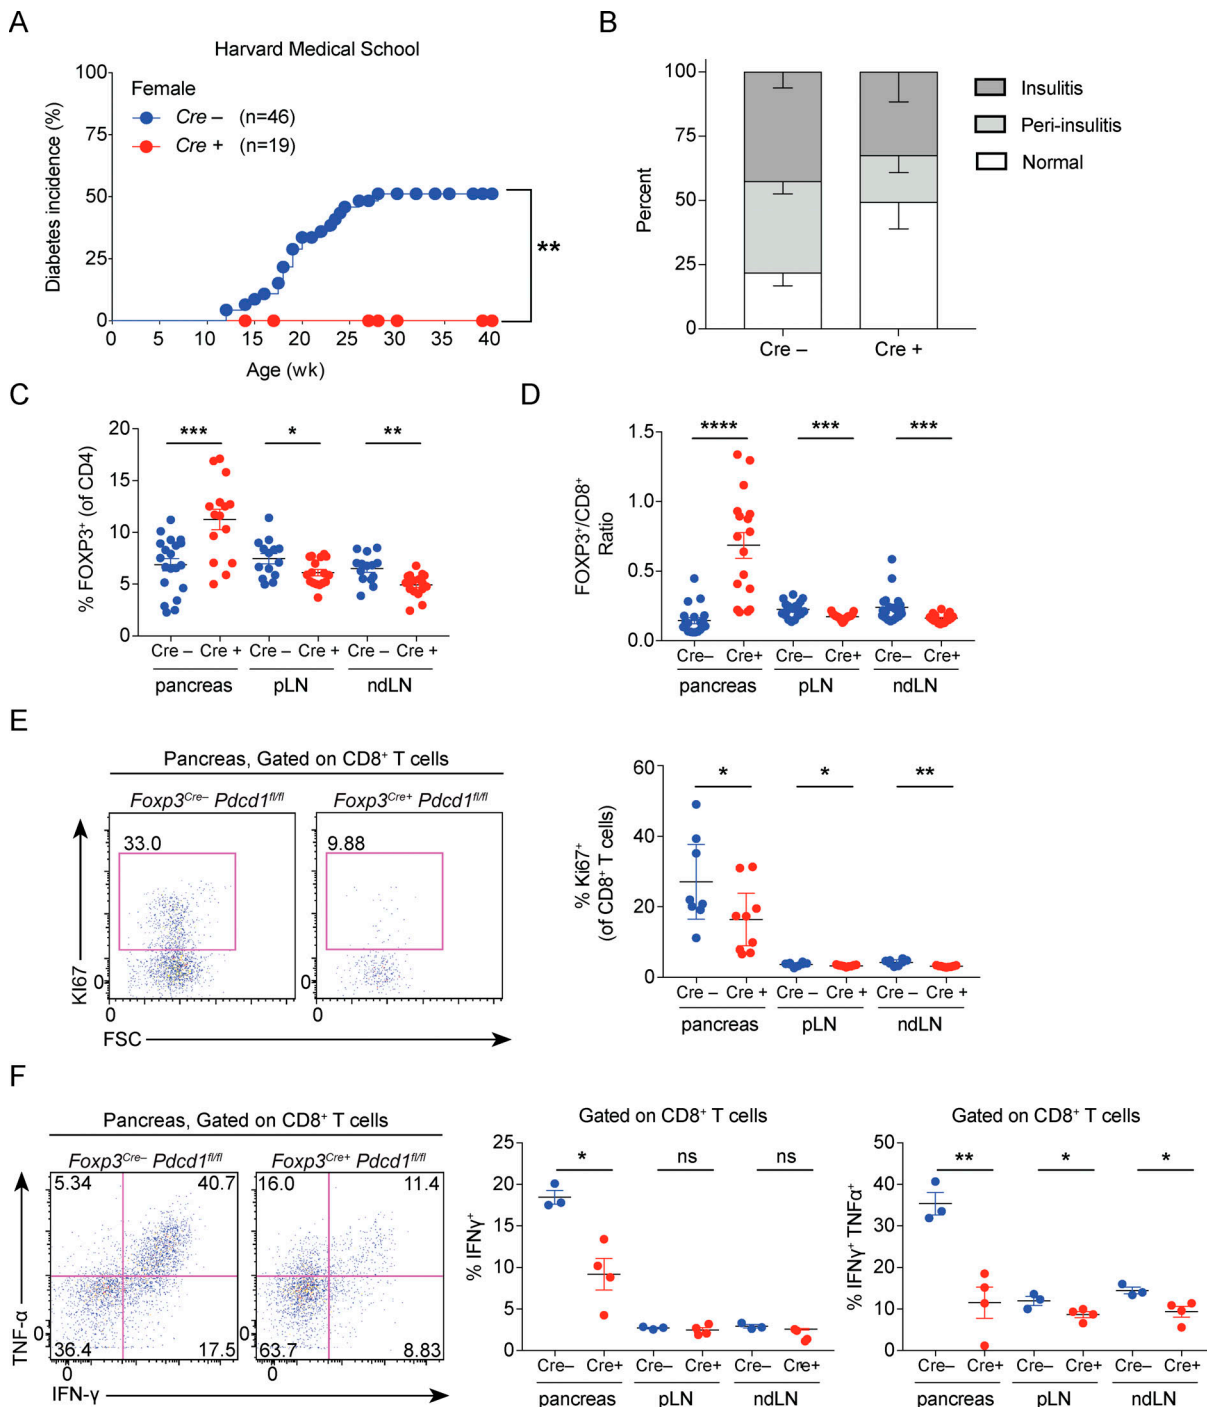 A
Harvard Medical School
Diabetes incidence (%)
100
75
50
25
0
Female
Cre – (n=46)
Cre + (n=19)
**
0 5 10 15 20 25 30 35 40
Age (wk)
B
Percent
100
75
50
25
0
Cre – Cre +
Insulitis
Peri-insulitis
Normal
C
% FOXP3⁺ (of CD4)
20
15
10
5
0
*** * **
Cre – Cre + Cre – Cre + Cre – Cre +
pancreas pLN ndLN
D
FOXP3⁺/CD8⁺
Ratio
1.5
1.0
0.5
0.0
**** *** ***
Cre– Cre+ Cre– Cre+ Cre– Cre+
pancreas pLN ndLN
E
Pancreas, Gated on CD8⁺ T cells
Foxp3ᶜʳᵉ⁻ Pdcd1ᶠˡ/ᶠˡ Foxp3ᶜʳᵉ⁺ Pdcd1ᶠˡ/ᶠˡ
33.0 9.88
KI67
0 0
0 0
FSC
% Ki67⁺
(of CD8⁺ T cells)
60
40
20
0
* * **
Cre – Cre + Cre – Cre + Cre – Cre +
pancreas pLN ndLN
F
Pancreas, Gated on CD8⁺ T cells
Foxp3ᶜʳᵉ⁻ Pdcd1ᶠˡ/ᶠˡ Foxp3ᶜʳᵉ⁺ Pdcd1ᶠˡ/ᶠˡ
5.34 40.7 16.0 11.4
TNF-α
0 0
36.4 17.5 63.7 8.83
0 0
IFN-γ
Gated on CD8⁺ T cells
% IFNγ⁺
25
20
15
10
5
0
* ns ns
Cre– Cre+ Cre– Cre+ Cre– Cre+
pancreas pLN ndLN
Gated on CD8⁺ T cells
% IFNγ⁺ TNFα⁺
50
40
30
20
10
0
** * *
Cre– Cre+ Cre– Cre+ Cre– Cre+
pancreas pLN ndLN